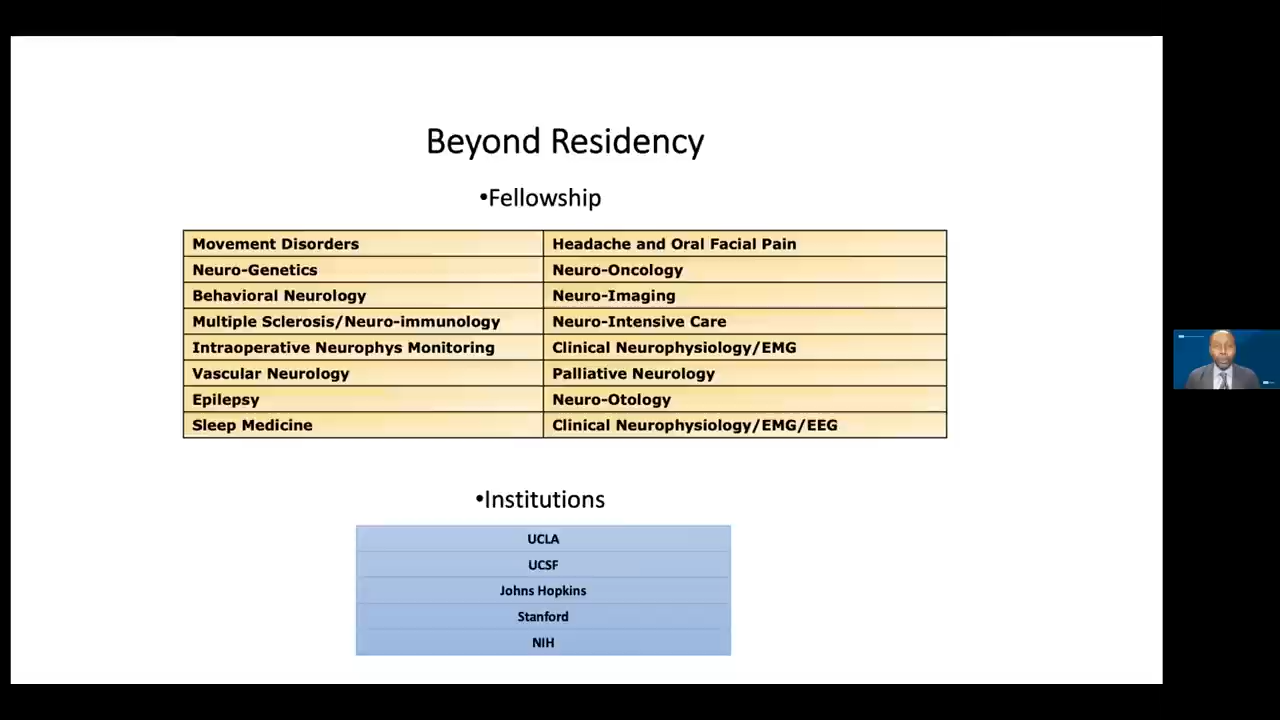 Beyond Residency
•Fellowship
Movement Disorders
Headache and Oral Facial Pain
Neuro-Genetics
Neuro-Oncology
Behavioral Neurology
Neuro-Imaging
Multiple Sclerosis/Neuro-immunology
Neuro-Intensive Care
Intraoperative Neurophys Monitoring
Clinical Neurophysiology/EMG
Vascular Neurology
Palliative Neurology
Epilepsy
Neuro-Otology
Sleep Medicine
Clinical Neurophysiology/EMG/EEG
•Institutions
UCLA
UCSF
Johns Hopkins
Stanford
NIH